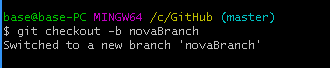 base@base-PC MINGW64 /c/GitHub (master)
$ git checkout -b novaBranch
Switched to a new branch 'novaBranch'